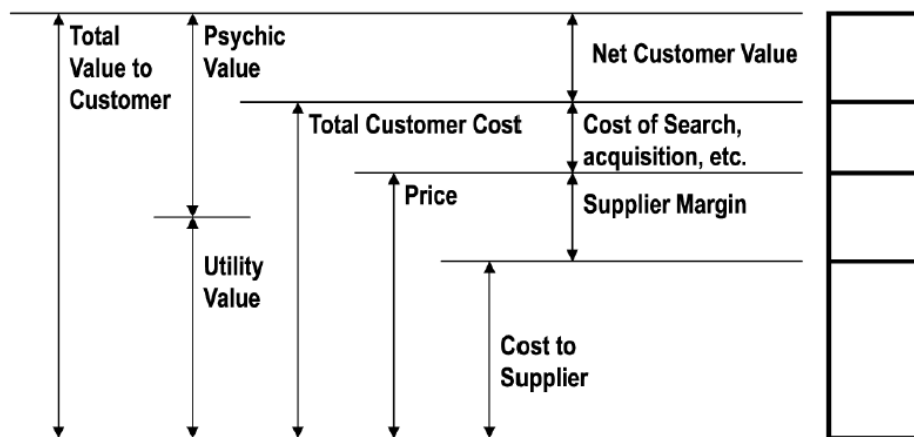 Total
Value to
Customer
Psychic
Value
Net Customer Value
Total Customer Cost
Cost of Search,
acquisition, etc.
Price
Supplier Margin
Utility
Value
Cost to
Supplier